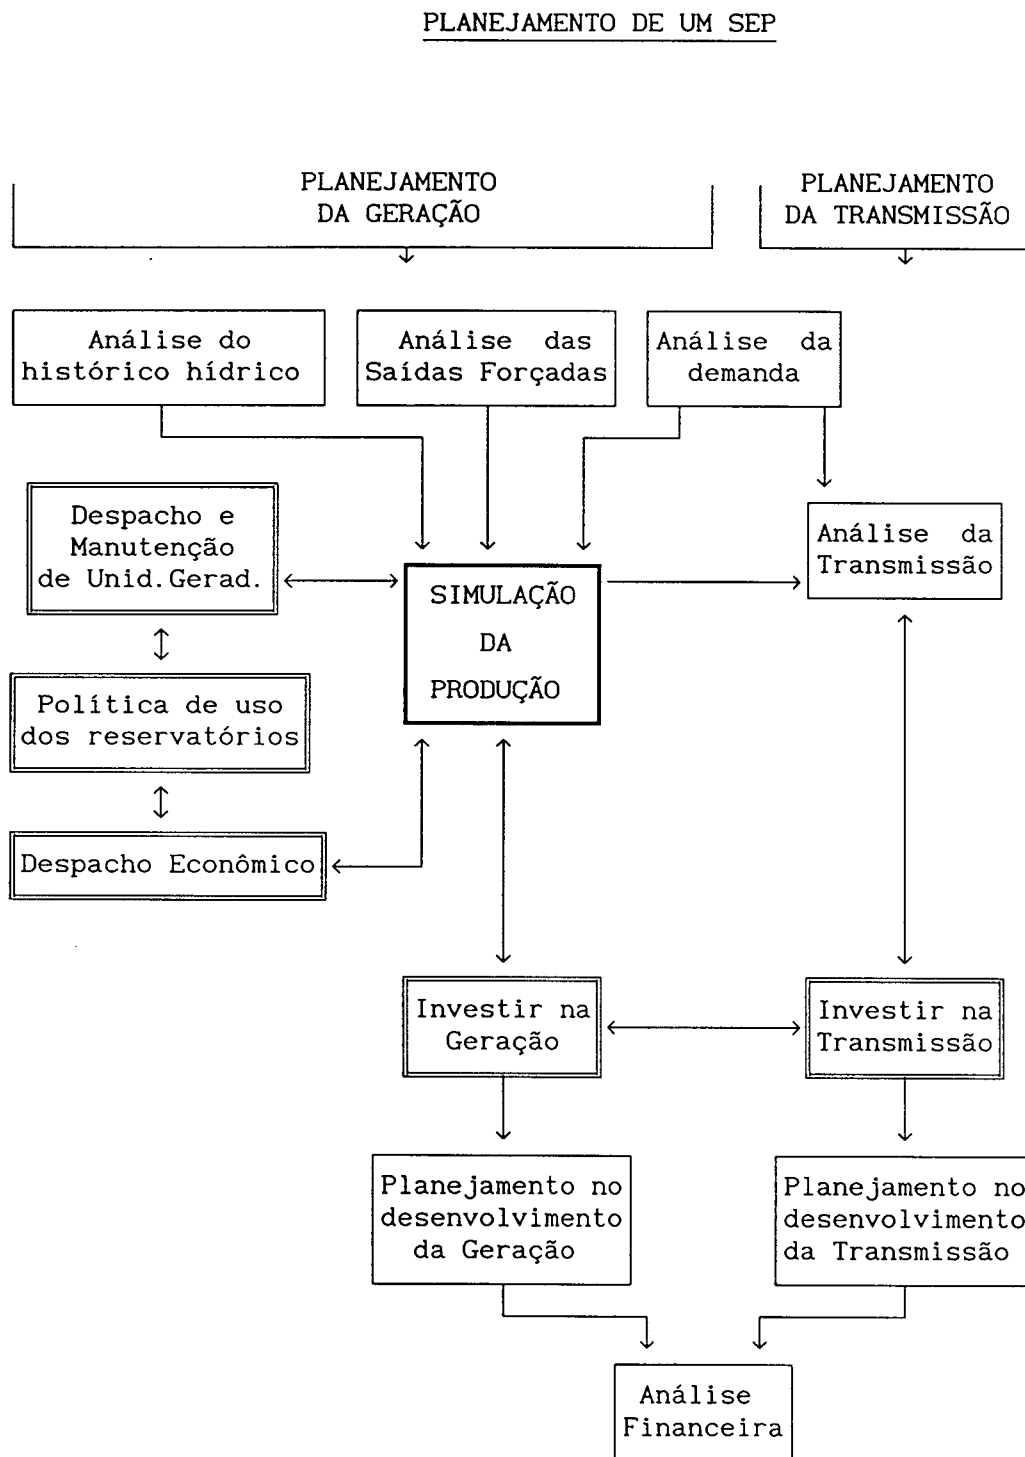 PLANEJAMENTO DE UM SEP
PLANEJAMENTO
DA GERAÇÃO
PLANEJAMENTO
DA TRANSMISSÃO
Análise do
histórico hídrico
Análise das
Saídas Forçadas
Análise da
demanda
Despacho e
Manutenção
de Unid.Gerad.
SIMULAÇÃO
DA
PRODUÇÃO
Análise da
Transmissão
Política de uso
dos reservatórios
Despacho Econômico
Investir na
Geração
Investir na
Transmissão
Planejamento no
desenvolvimento
da Geração
Planejamento no
desenvolvimento
da Transmissão
Análise
Financeira